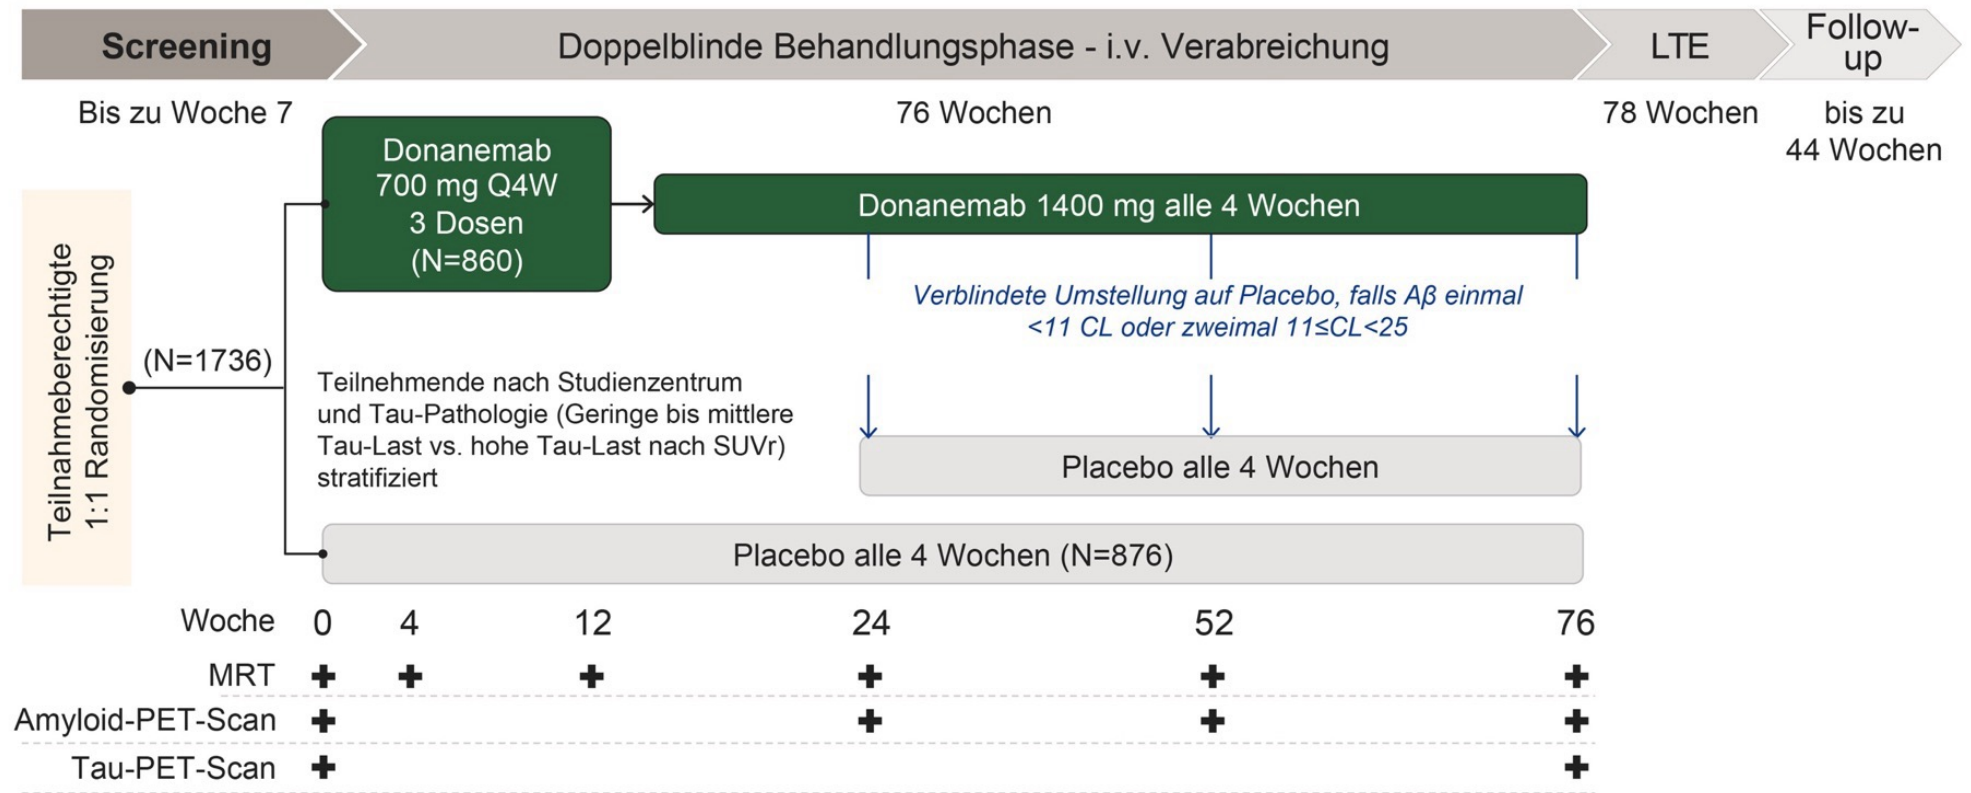 Screening
Doppelblinde Behandlungsphase - i.v. Verabreichung
LTE
Follow-
up
Bis zu Woche 7
76 Wochen
78 Wochen
bis zu
44 Wochen
Teilnahmeberechtigte
1:1 Randomisierung
(N=1736)
Donanemab
700 mg Q4W
3 Dosen
(N=860)
Donanemab 1400 mg alle 4 Wochen
Verblindete Umstellung auf Placebo, falls Aβ einmal
<11 CL oder zweimal 11≤CL<25
Teilnehmende nach Studienzentrum
und Tau-Pathologie (Geringe bis mittlere
Tau-Last vs. hohe Tau-Last nach SUVr)
stratifiziert
Placebo alle 4 Wochen
Placebo alle 4 Wochen (N=876)
Woche 0 4 12 24 52 76
MRT + + + + + +
Amyloid-PET-Scan + + + +
Tau-PET-Scan + +